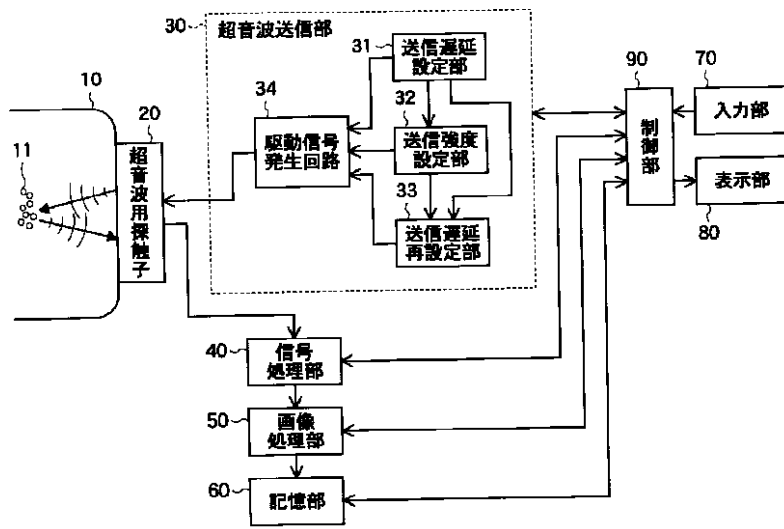 30
超音波送信部
31
送信遅延
設定部
10
20
34
32
90
70
11
超音波用探触子
駆動信号
発生回路
送信強度
設定部
制御部
入力部
33
送信遅延
再設定部
表示部
80
40
信号
処理部
50
画像
処理部
60
記憶部